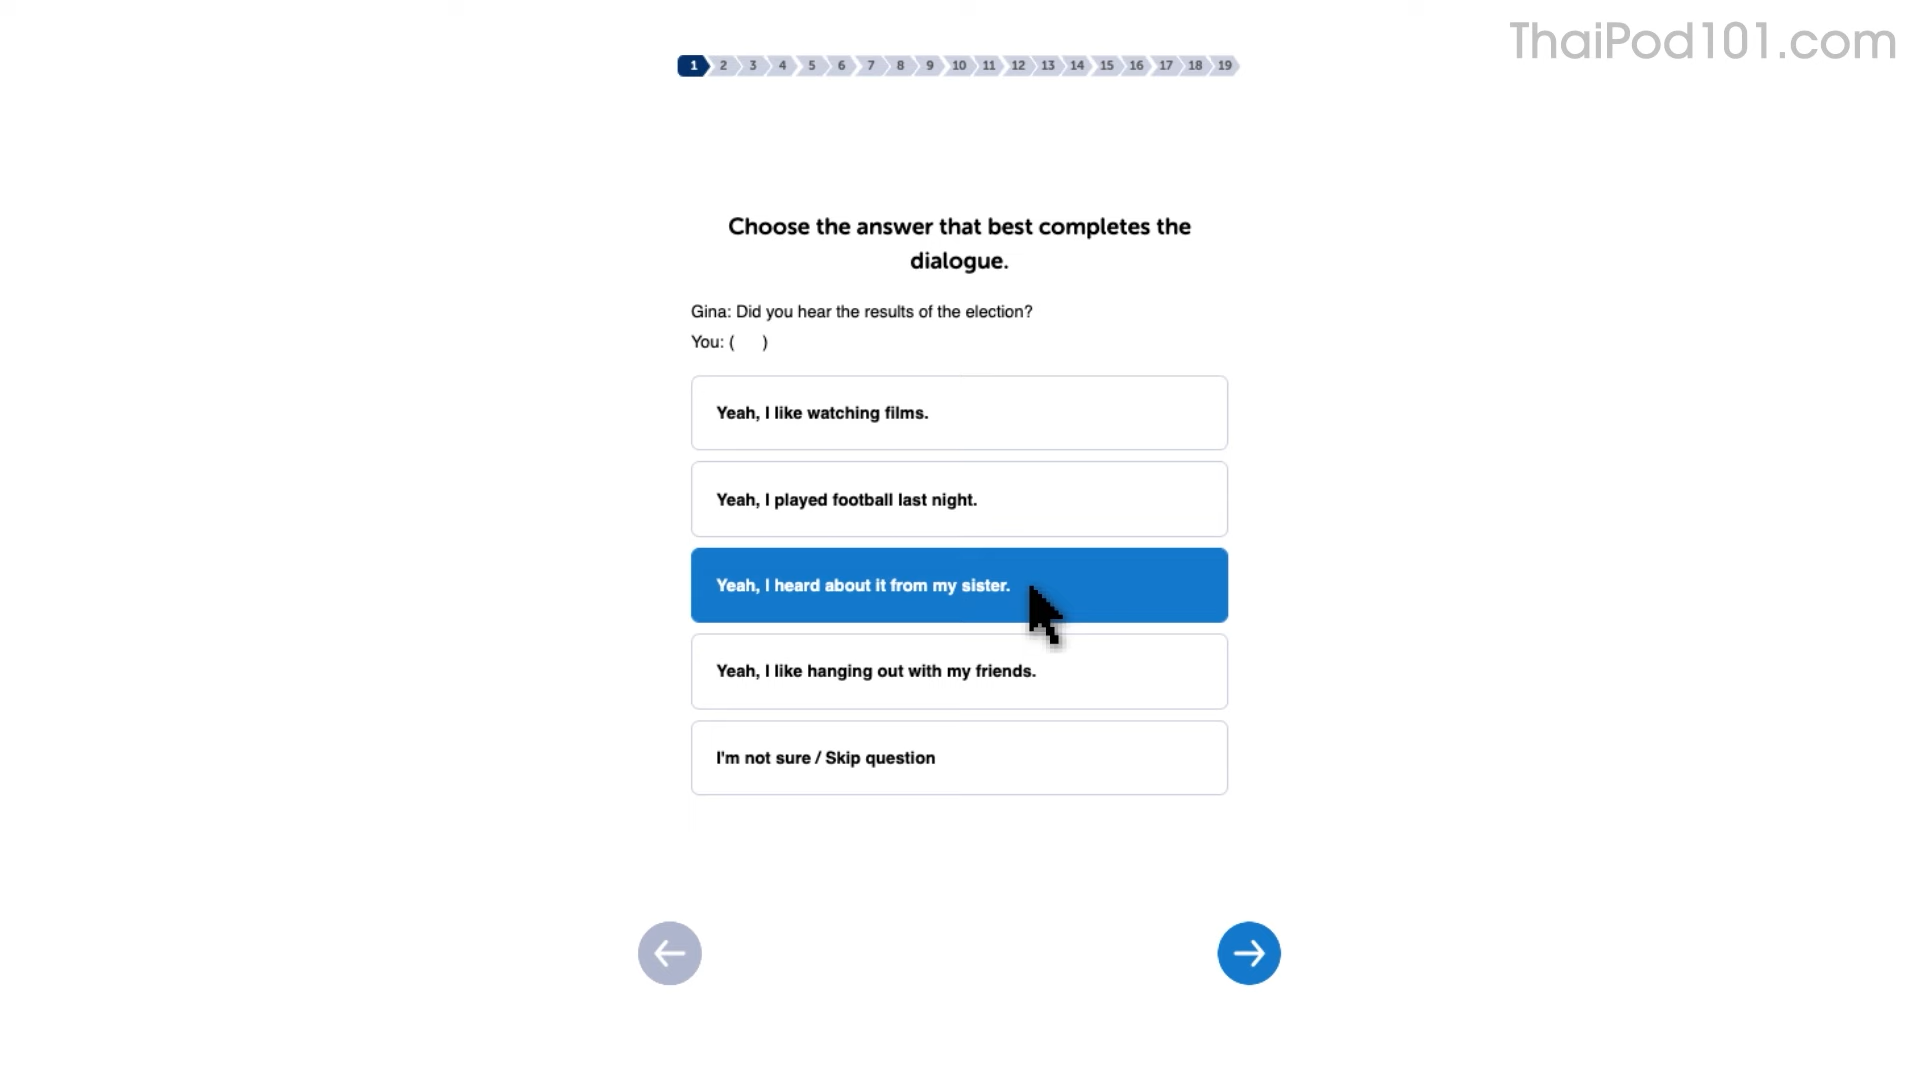 ThaiPod101.com
1 2 3 4 5 6 7 8 9 10 11 12 13 14 15 16 17 18 19
Choose the answer that best completes the
dialogue.
Gina: Did you hear the results of the election?
You: (     )
Yeah, I like watching films.
Yeah, I played football last night.
Yeah, I heard about it from my sister.
Yeah, I like hanging out with my friends.
I'm not sure / Skip question